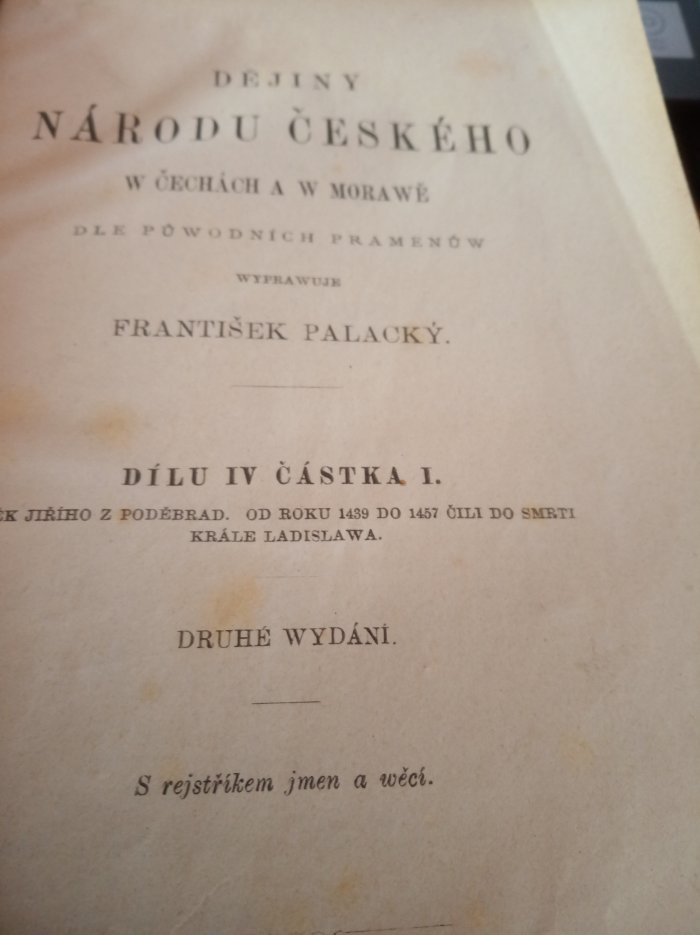 DĚJINY
NÁRODU ČESKÉHO
W ČECHÁCH A W MORAWĚ
DLE PŮWODNÍCH PRAMENŮW
WYPRAWUJE
FRANTIŠEK PALACKÝ.
DÍLU IV ČÁSTKA I.
JIŘÍHO Z PODĚBRAD. OD ROKU 1439 DO 1457 ČILI DO SMRTI
KRÁLE LADISLAWA.
DRUHÉ WYDÁNÍ.
S rejstříkem jmen a wěcí.